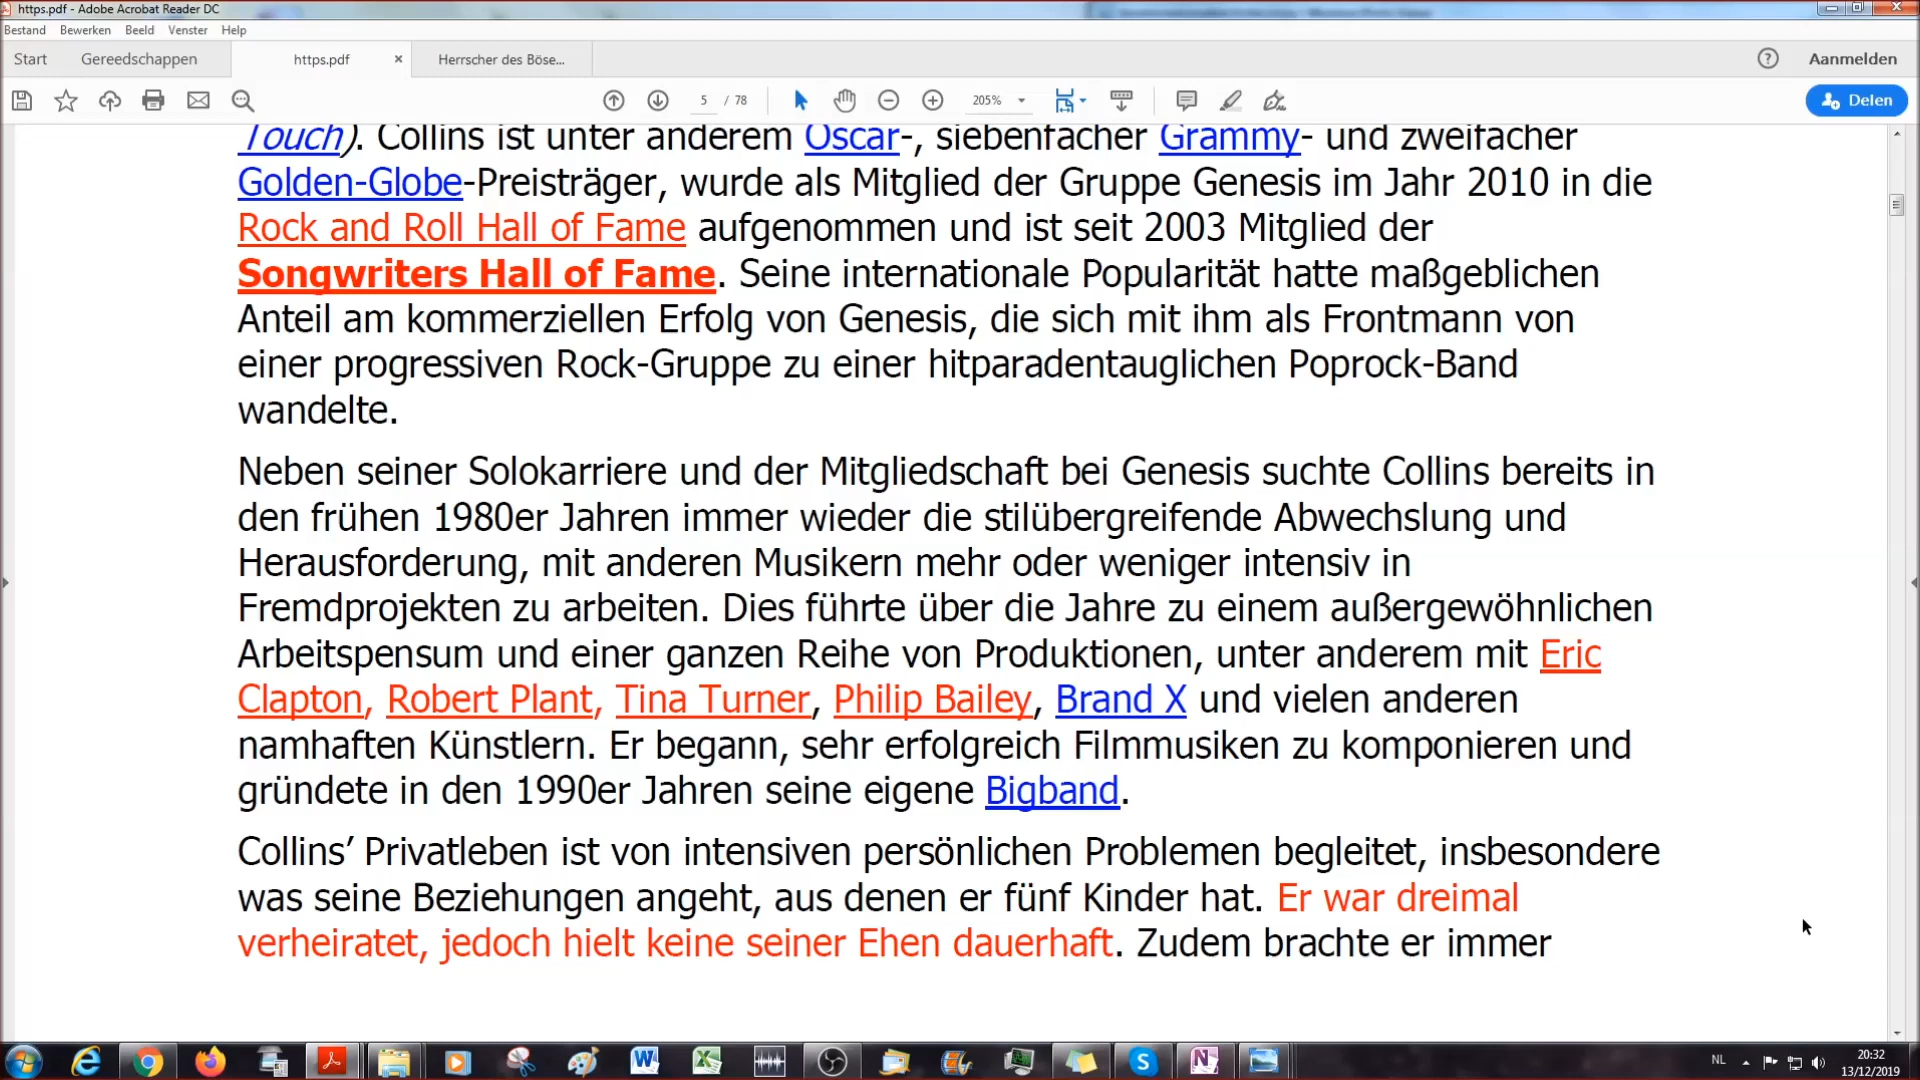 https.pdf - Adobe Acrobat Reader DC
Bestand Bewerken Beeld Venster Help
Start Gereedschappen https.pdf × Herrscher des Böse... Aanmelden
5 / 78 205% Delen
Touch). Collins ist unter anderem Oscar-, siebenfacher Grammy- und zweifacher
Golden-Globe-Preisträger, wurde als Mitglied der Gruppe Genesis im Jahr 2010 in die
Rock and Roll Hall of Fame aufgenommen und ist seit 2003 Mitglied der
Songwriters Hall of Fame. Seine internationale Popularität hatte maßgeblichen
Anteil am kommerziellen Erfolg von Genesis, die sich mit ihm als Frontmann von
einer progressiven Rock-Gruppe zu einer hitparadentauglichen Poprock-Band
wandelte.
Neben seiner Solokarriere und der Mitgliedschaft bei Genesis suchte Collins bereits in
den frühen 1980er Jahren immer wieder die stilübergreifende Abwechslung und
Herausforderung, mit anderen Musikern mehr oder weniger intensiv in
Fremdprojekten zu arbeiten. Dies führte über die Jahre zu einem außergewöhnlichen
Arbeitspensum und einer ganzen Reihe von Produktionen, unter anderem mit Eric
Clapton, Robert Plant, Tina Turner, Philip Bailey, Brand X und vielen anderen
namhaften Künstlern. Er begann, sehr erfolgreich Filmmusiken zu komponieren und
gründete in den 1990er Jahren seine eigene Bigband.
Collins’ Privatleben ist von intensiven persönlichen Problemen begleitet, insbesondere
was seine Beziehungen angeht, aus denen er fünf Kinder hat. Er war dreimal
verheiratet, jedoch hielt keine seiner Ehen dauerhaft. Zudem brachte er immer
NL 20:32
13/12/2019